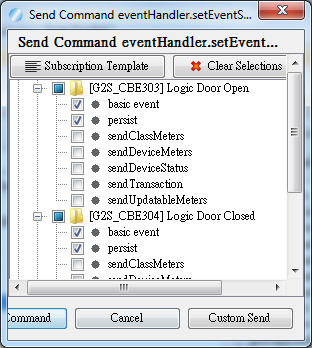 Send Command eventHandler.setEventS...
Send Command eventHandler.setEvent...
Subscription Template
Clear Selections
[G2S_CBE303] Logic Door Open
basic event
persist
sendClassMeters
sendDeviceMeters
sendDeviceStatus
sendTransaction
sendUpdatableMeters
[G2S_CBE304] Logic Door Closed
basic event
persist
sendClassMeters
sendDeviceMeters
Command
Cancel
Custom Send